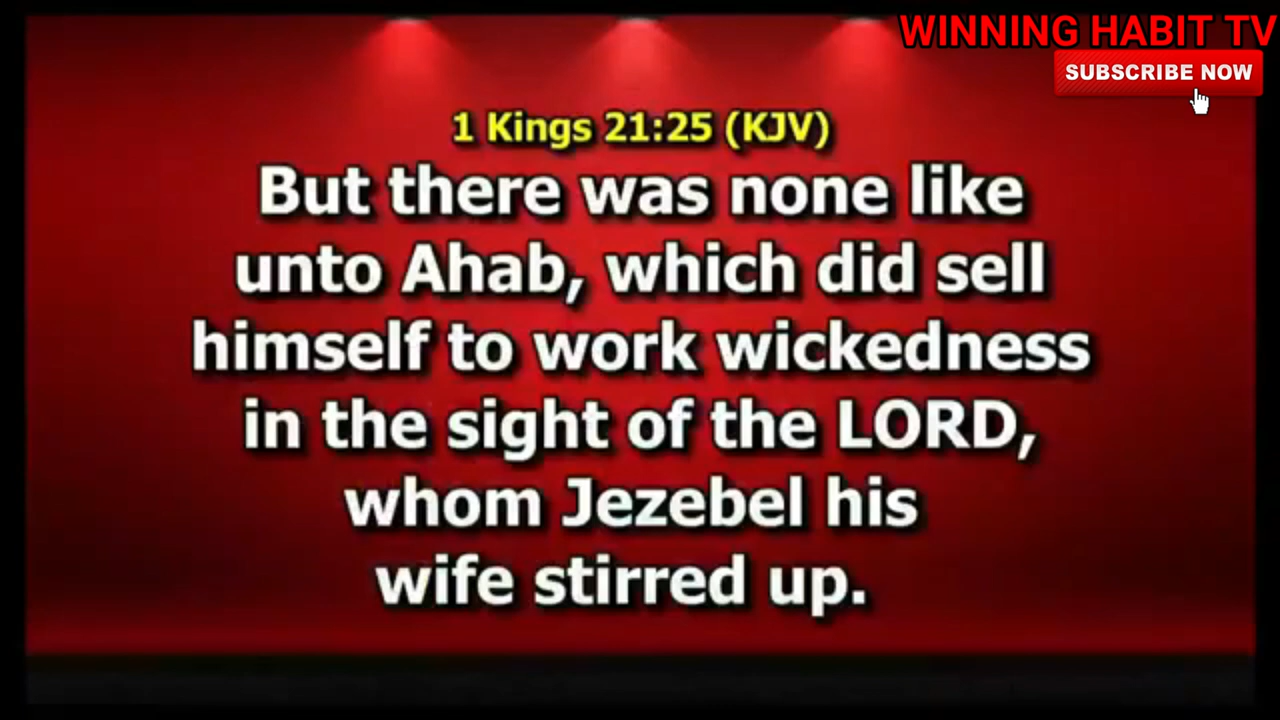 WINNING HABIT TV
SUBSCRIBE NOW
1 Kings 21:25 (KJV)
But there was none like
unto Ahab, which did sell
himself to work wickedness
in the sight of the LORD,
whom Jezebel his
wife stirred up.